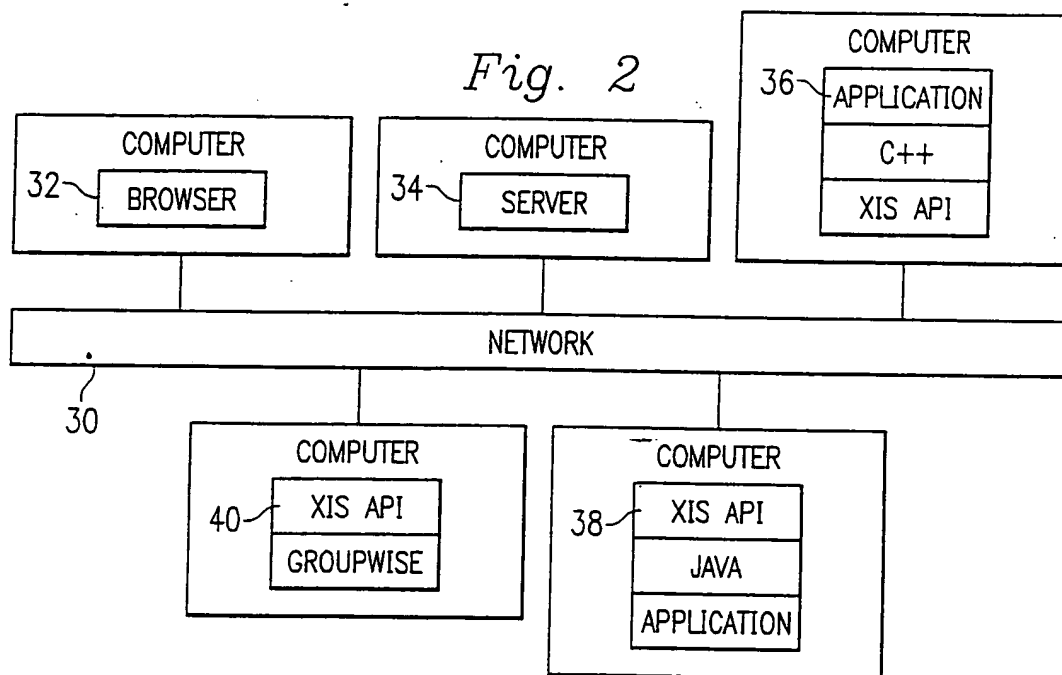 Fig. 2
COMPUTER
32
BROWSER
COMPUTER
34
SERVER
COMPUTER
36
APPLICATION
C++
XIS API
NETWORK
30
COMPUTER
40
XIS API
GROUPWISE
COMPUTER
38
XIS API
JAVA
APPLICATION